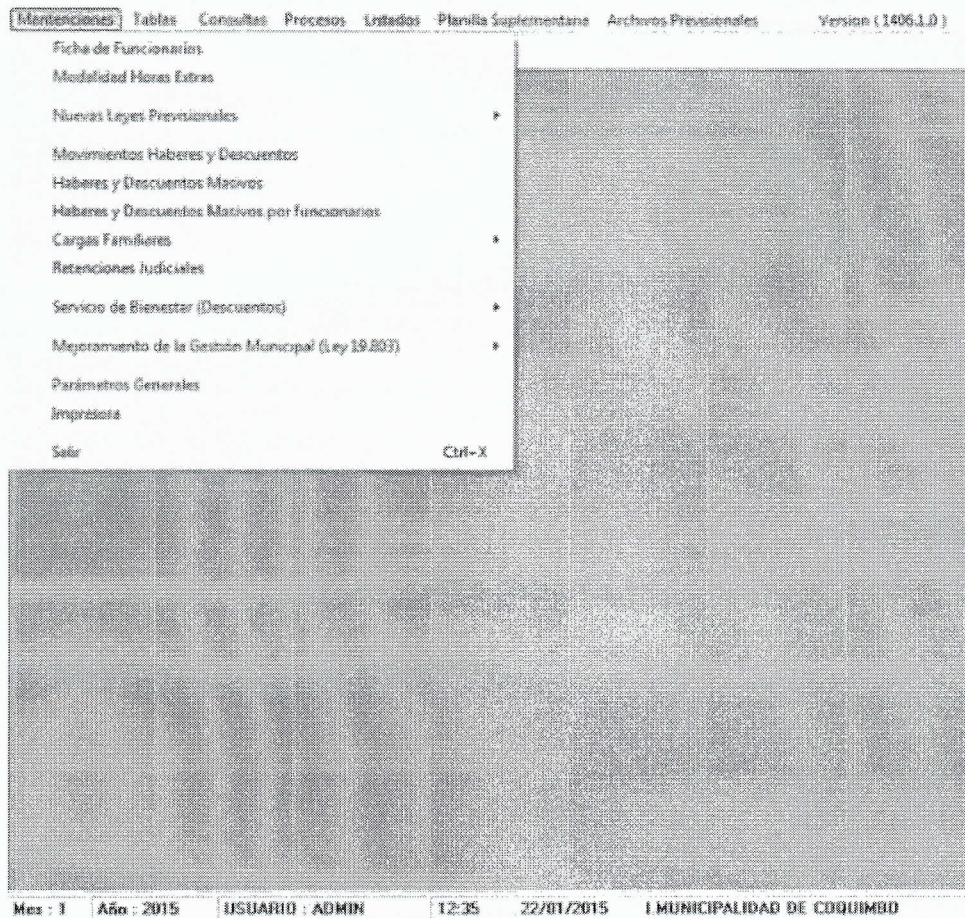 Mantenciones Tablas Consultas Procesos Listados Planilla Suplementaria Archivos Previsionales Version ( 1406.1.0 )
Ficha de Funcionarios
Modalidad Horas Extras
Nuevas Leyes Previsionales
Movimientos Haberes y Descuentos
Haberes y Descuentos Masivos
Haberes y Descuentos Masivos por funcionarios
Cargas Familiares
Retenciones Judiciales
Servicio de Bienestar (Descuentos)
Mejoramiento de la Gestión Municipal (Ley 19.803)
Parámetros Generales
Impresora
Salir Ctrl-X
Mes : 1 Año : 2015 USUARIO : ADMIN 12:35 22/01/2015 I.MUNICIPALIDAD DE COQUIMBO